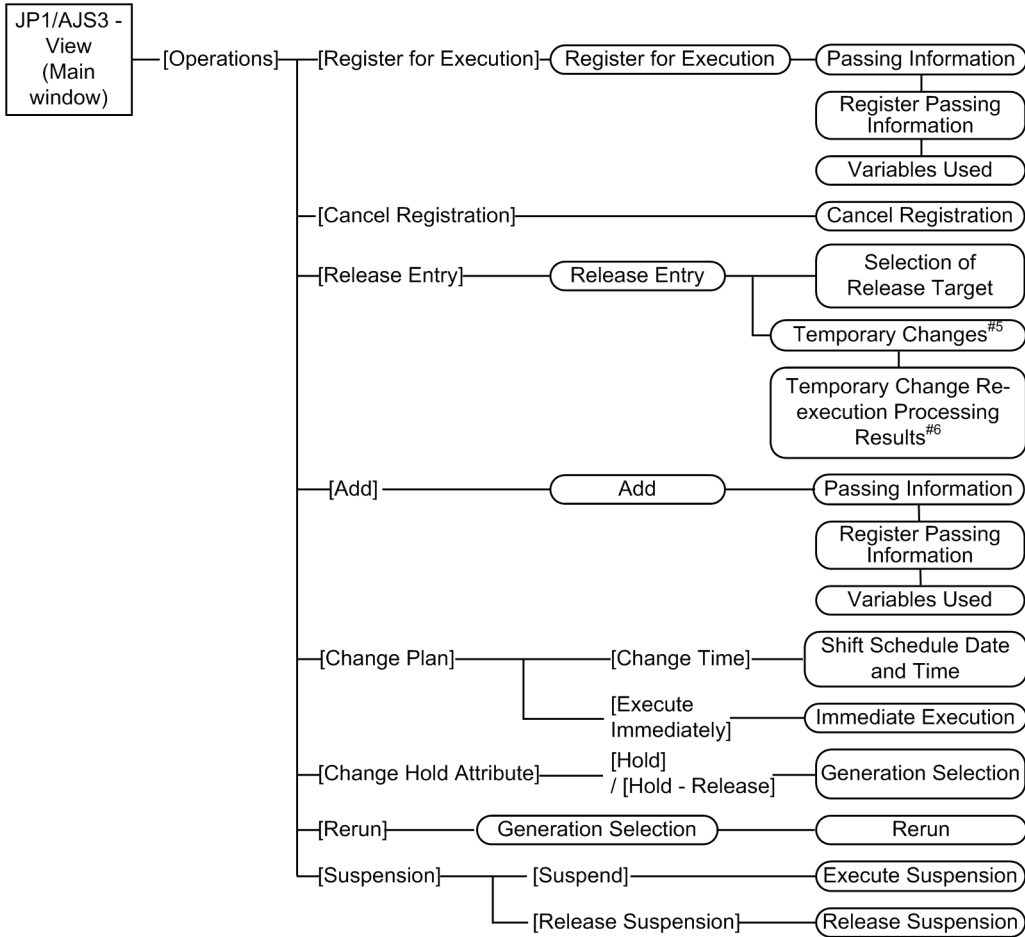 JP1/AJS3 -
View
(Main
window)
[Operations]
[Register for Execution]
Register for Execution
Passing Information
Register Passing
Information
Variables Used
[Cancel Registration]
Cancel Registration
[Release Entry]
Release Entry
Selection of
Release Target
Temporary Changes#5
Temporary Change Re-
execution Processing
Results#6
[Add]
Add
Passing Information
Register Passing
Information
Variables Used
[Change Plan]
[Change Time]
Shift Schedule Date
and Time
[Execute
Immediately]
Immediate Execution
[Change Hold Attribute]
[Hold]
/ [Hold - Release]
Generation Selection
[Rerun]
Generation Selection
Rerun
[Suspension]
[Suspend]
Execute Suspension
[Release Suspension]
Release Suspension